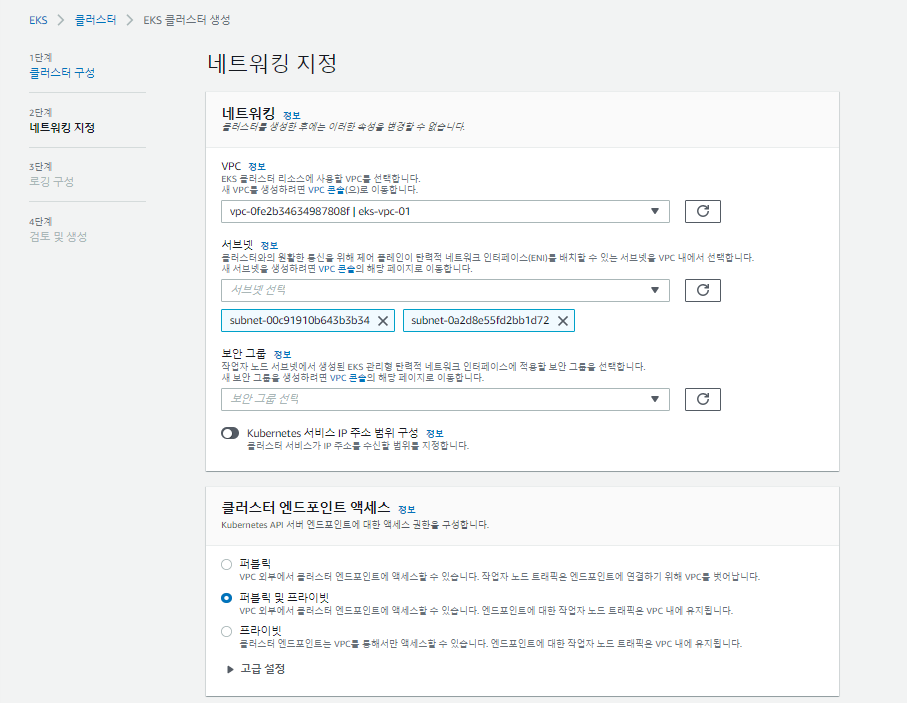 EKS > 클러스터 > EKS 클러스터 생성
1단계
클러스터 구성
2단계
네트워킹 지정
3단계
로깅 구성
4단계
검토 및 생성
네트워킹 지정
네트워킹 정보
클러스터를 생성한 후에는 이러한 속성을 변경할 수 없습니다.
VPC 정보
EKS 클러스터 리소스에 사용할 VPC를 선택합니다.
새 VPC를 생성하려면 VPC 콘솔(으)로 이동합니다.
vpc-0fe2b34634987808f | eks-vpc-01
서브넷 정보
클러스터와의 원활한 통신을 위해 제어 플레인이 탄력적 네트워크 인터페이스(ENI)를 배치할 수 있는 서브넷을 VPC 내에서 선택합니다.
새 서브넷을 생성하려면 VPC 콘솔의 해당 페이지로 이동합니다.
서브넷 선택
subnet-00c91910b643b3b34 subnet-0a2d8e55fd2bb1d72
보안 그룹 정보
작업자 노드 서브넷에서 생성된 EKS 관리형 탄력적 네트워크 인터페이스에 적용할 보안 그룹을 선택합니다.
새 보안 그룹을 생성하려면 VPC 콘솔의 해당 페이지로 이동합니다.
보안 그룹 선택
Kubernetes 서비스 IP 주소 범위 구성 정보
클러스터 서비스가 IP 주소를 수신할 범위를 지정합니다.
클러스터 엔드포인트 액세스 정보
Kubernetes API 서버 엔드포인트에 대한 액세스 권한을 구성합니다.
퍼블릭
VPC 외부에서 클러스터 엔드포인트에 액세스할 수 있습니다. 작업자 노드 트래픽은 엔드포인트에 연결하기 위해 VPC를 벗어납니다.
퍼블릭 및 프라이빗
VPC 외부에서 클러스터 엔드포인트에 액세스할 수 있습니다. 엔드포인트에 대한 작업자 노드 트래픽은 VPC 내에 유지됩니다.
프라이빗
클러스터 엔드포인트는 VPC를 통해서만 액세스할 수 있습니다. 엔드포인트에 대한 작업자 노드 트래픽은 VPC 내에 유지됩니다.
고급 설정